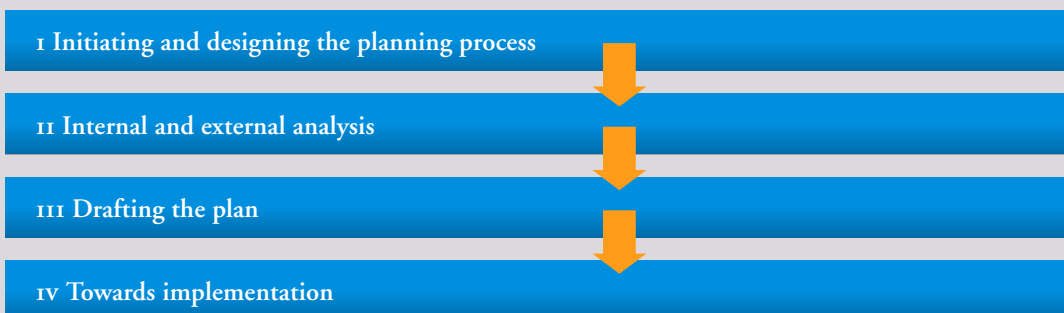 I Initiating and designing the planning process
II Internal and external analysis
III Drafting the plan
IV Towards implementation